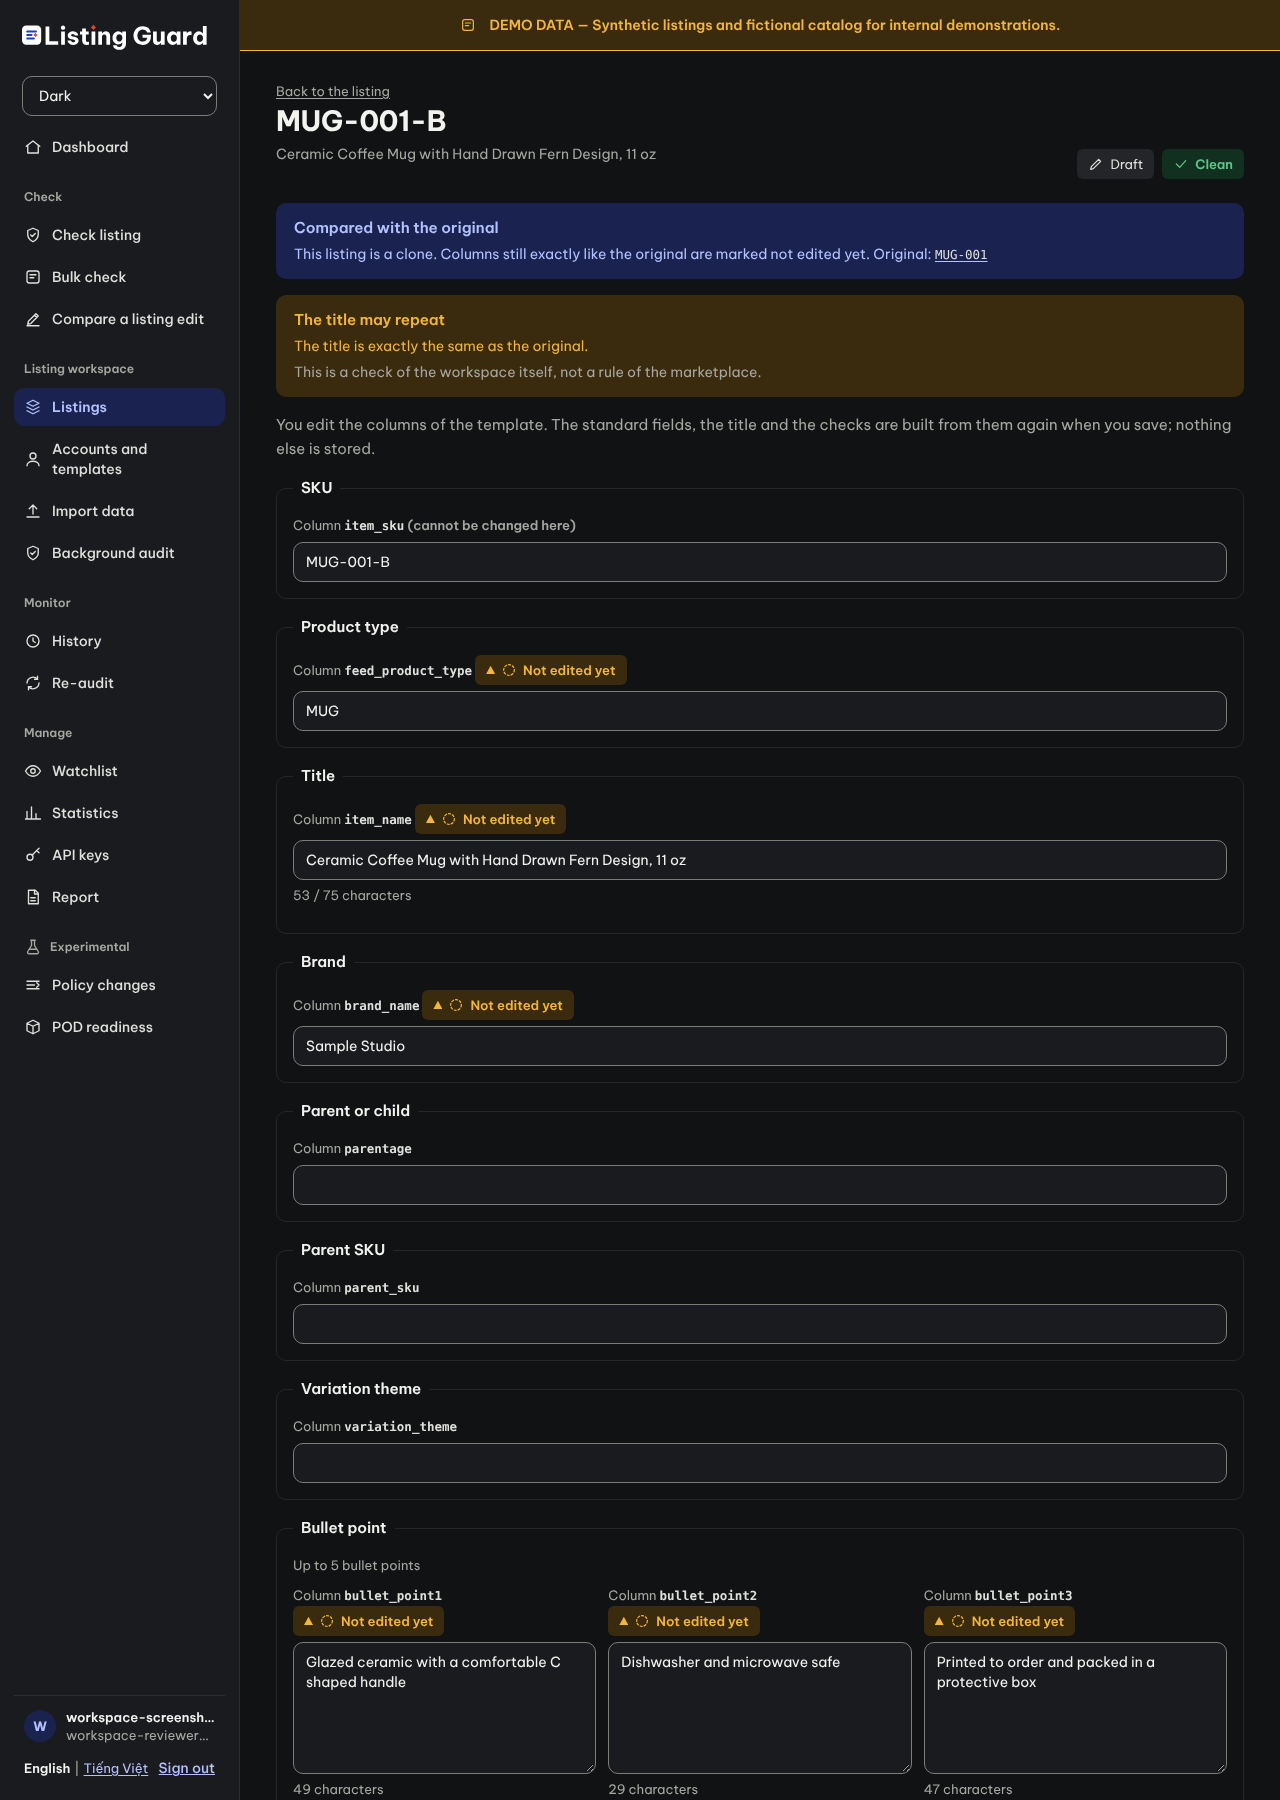 Listing Guard
Dark
Dashboard
Check
Check listing
Bulk check
Compare a listing edit
Listing workspace
Listings
Accounts and
templates
Import data
Background audit
Monitor
History
Re-audit
Manage
Watchlist
Statistics
API keys
Report
Experimental
Policy changes
POD readiness
W
workspace-screensh...
workspace-reviewer...
English | Tiếng Việt Sign out
DEMO DATA — Synthetic listings and fictional catalog for internal demonstrations.
Back to the listing
MUG-001-B
Ceramic Coffee Mug with Hand Drawn Fern Design, 11 oz
Draft
Clean
Compared with the original
This listing is a clone. Columns still exactly like the original are marked not edited yet. Original: MUG-001
The title may repeat
The title is exactly the same as the original.
This is a check of the workspace itself, not a rule of the marketplace.
You edit the columns of the template. The standard fields, the title and the checks are built from them again when you save; nothing
else is stored.
SKU
Column item_sku (cannot be changed here)
MUG-001-B
Product type
Column feed_product_type Not edited yet
MUG
Title
Column item_name Not edited yet
Ceramic Coffee Mug with Hand Drawn Fern Design, 11 oz
53 / 75 characters
Brand
Column brand_name Not edited yet
Sample Studio
Parent or child
Column parentage
Parent SKU
Column parent_sku
Variation theme
Column variation_theme
Bullet point
Up to 5 bullet points
Column bullet_point1
Not edited yet
Glazed ceramic with a comfortable C
shaped handle
49 characters
Column bullet_point2
Not edited yet
Dishwasher and microwave safe
29 characters
Column bullet_point3
Not edited yet
Printed to order and packed in a
protective box
47 characters